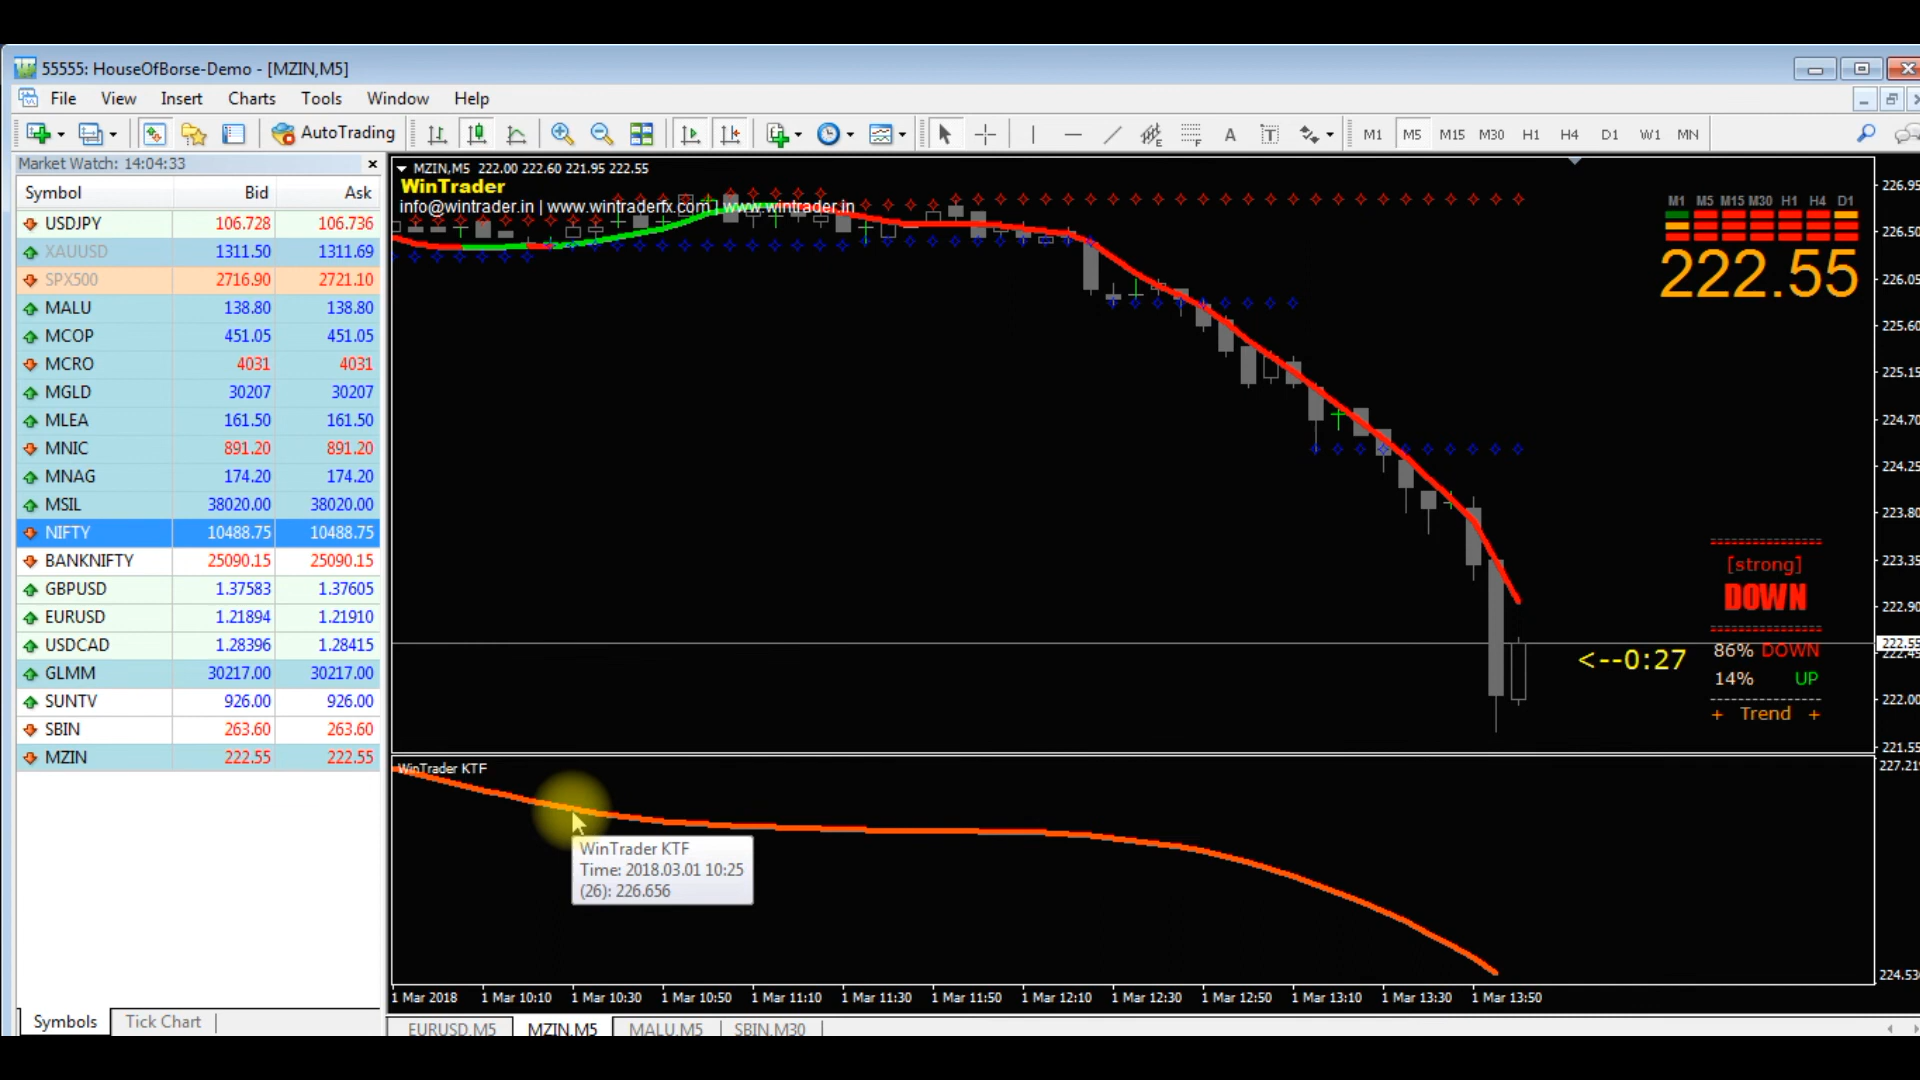 55555: HouseOfBorse-Demo - [MZIN,M5]
File View Insert Charts Tools Window Help
AutoTrading M1 M5 M15 M30 H1 H4 D1 W1 MN
Market Watch: 14:04:33
Symbol Bid Ask
USDJPY 106.728 106.736
XAUUSD 1311.50 1311.69
SPX500 2716.90 2721.10
MALU 138.80 138.80
MCOP 451.05 451.05
MCRO 4031 4031
MGLD 30207 30207
MLEA 161.50 161.50
MNIC 891.20 891.20
MNAG 174.20 174.20
MSIL 38020.00 38020.00
NIFTY 10488.75 10488.75
BANKNIFTY 25090.15 25090.15
GBPUSD 1.37583 1.37605
EURUSD 1.21894 1.21910
USDCAD 1.28396 1.28415
GLMM 30217.00 30217.00
SUNTV 926.00 926.00
SBIN 263.60 263.60
MZIN 222.55 222.55
Symbols Tick Chart
MZIN,M5 222.00 222.60 221.95 222.55
WinTrader
info@wintrader.in | www.wintraderfx.com | www.wintrader.in
M1 M5 M15 M30 H1 H4 D1
222.55
[strong]
DOWN
86% DOWN
14% UP
+ Trend +
<--0:27
226.95
226.50
226.05
225.60
225.15
224.70
224.25
223.80
223.35
222.90
222.55
222.45
222.00
221.55
WinTrader KTF
227.219
WinTrader KTF
Time: 2018.03.01 10:25
(26): 226.656
224.530
1 Mar 2018 1 Mar 10:10 1 Mar 10:30 1 Mar 10:50 1 Mar 11:10 1 Mar 11:30 1 Mar 11:50 1 Mar 12:10 1 Mar 12:30 1 Mar 12:50 1 Mar 13:10 1 Mar 13:30 1 Mar 13:50
EURUSD,M5 MZIN,M5 MALU,M5 SBIN,M30